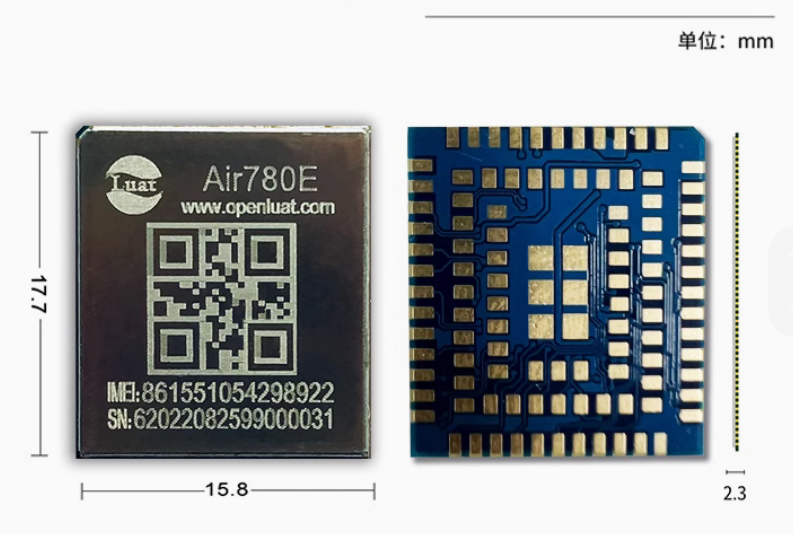 单位：mm
Luat
Air780E
www.openluat.com
IMEI:861551054298922
SN:62022082599000031
17.7
15.8
2.3